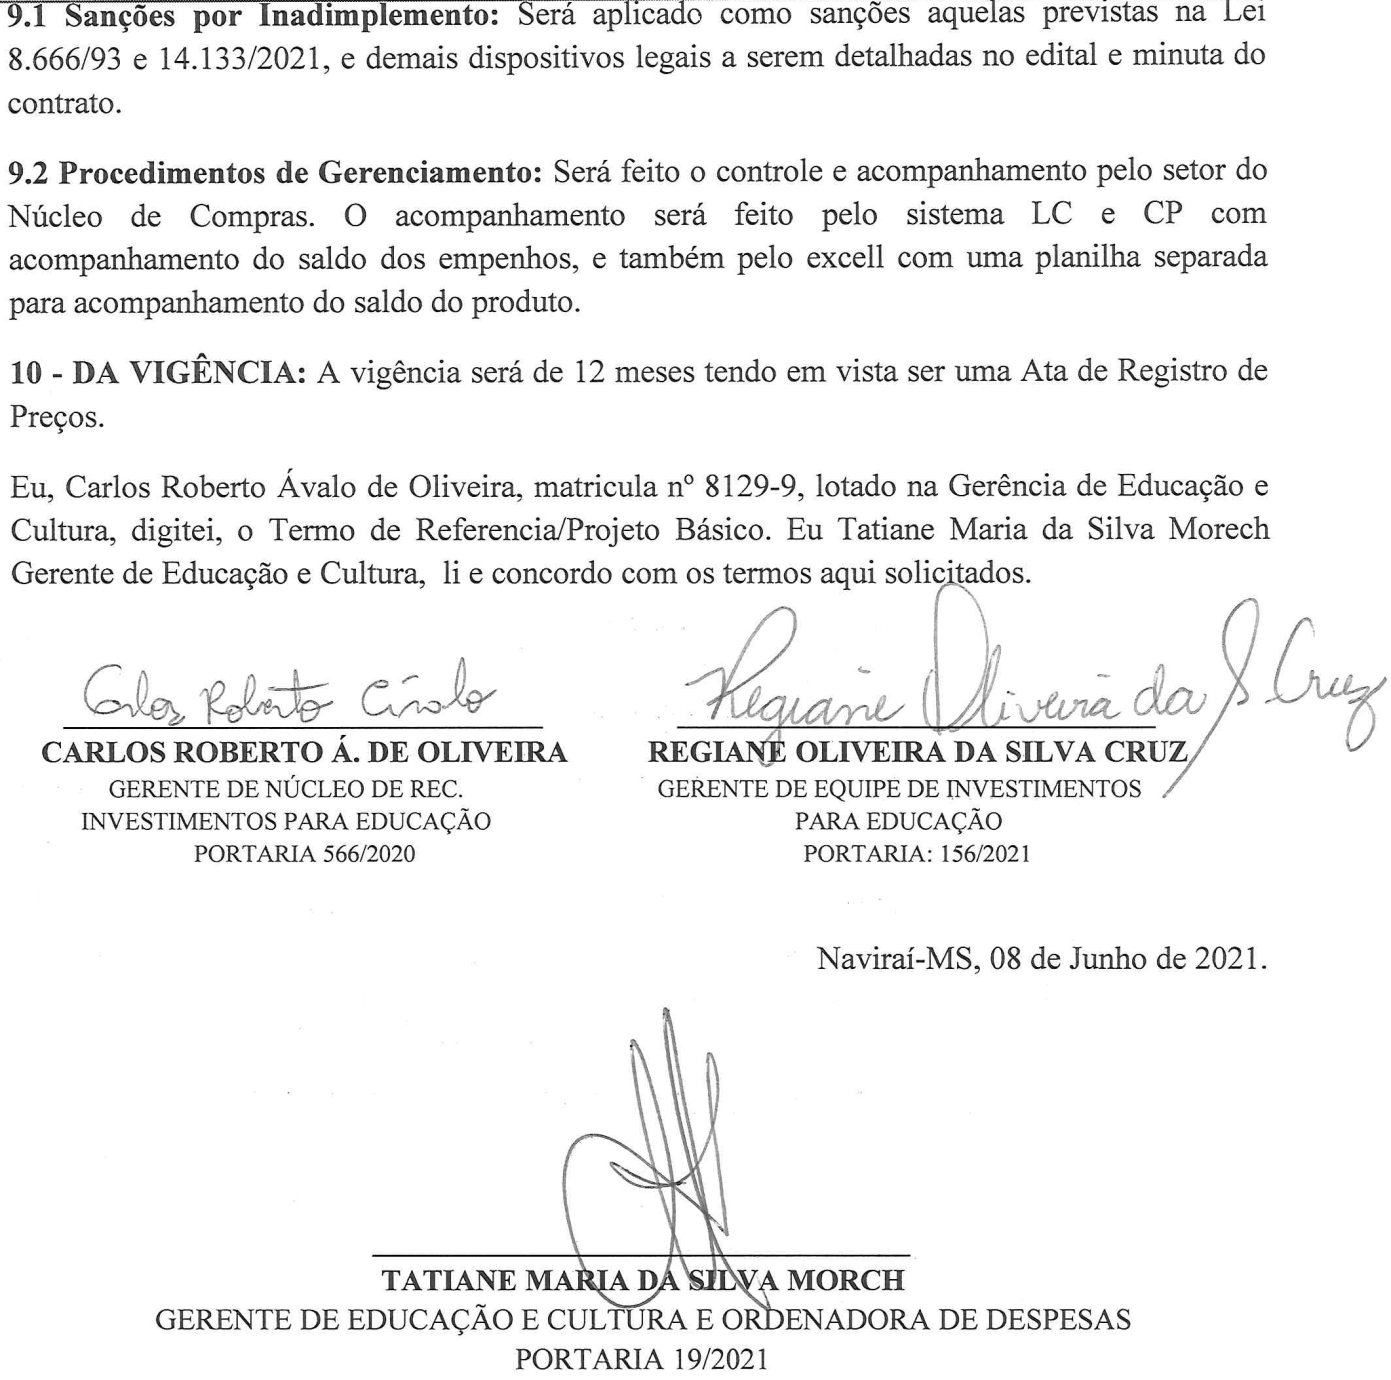 9.1 Sanções por Inadimplemento: Será aplicado como sanções aquelas previstas na Lei
8.666/93 e 14.133/2021, e demais dispositivos legais a serem detalhadas no edital e minuta do
contrato.
9.2 Procedimentos de Gerenciamento: Será feito o controle e acompanhamento pelo setor do
Núcleo de Compras. O acompanhamento será feito pelo sistema LC e CP com
acompanhamento do saldo dos empenhos, e também pelo excell com uma planilha separada
para acompanhamento do saldo do produto.
10 - DA VIGÊNCIA: A vigência será de 12 meses tendo em vista ser uma Ata de Registro de
Preços.
Eu, Carlos Roberto Ávalo de Oliveira, matricula nº 8129-9, lotado na Gerência de Educação e
Cultura, digitei, o Termo de Referencia/Projeto Básico. Eu Tatiane Maria da Silva Morech
Gerente de Educação e Cultura, li e concordo com os termos aqui solicitados.
Carlos Roberto
Regiane Oliveira da S Cruz
CARLOS ROBERTO Á. DE OLIVEIRA
GERENTE DE NÚCLEO DE REC.
INVESTIMENTOS PARA EDUCAÇÃO
PORTARIA 566/2020
REGIANE OLIVEIRA DA SILVA CRUZ
GERENTE DE EQUIPE DE INVESTIMENTOS
PARA EDUCAÇÃO
PORTARIA: 156/2021
Naviraí-MS, 08 de Junho de 2021.
TATIANE MARIA DA SILVA MORCH
GERENTE DE EDUCAÇÃO E CULTURA E ORDENADORA DE DESPESAS
PORTARIA 19/2021